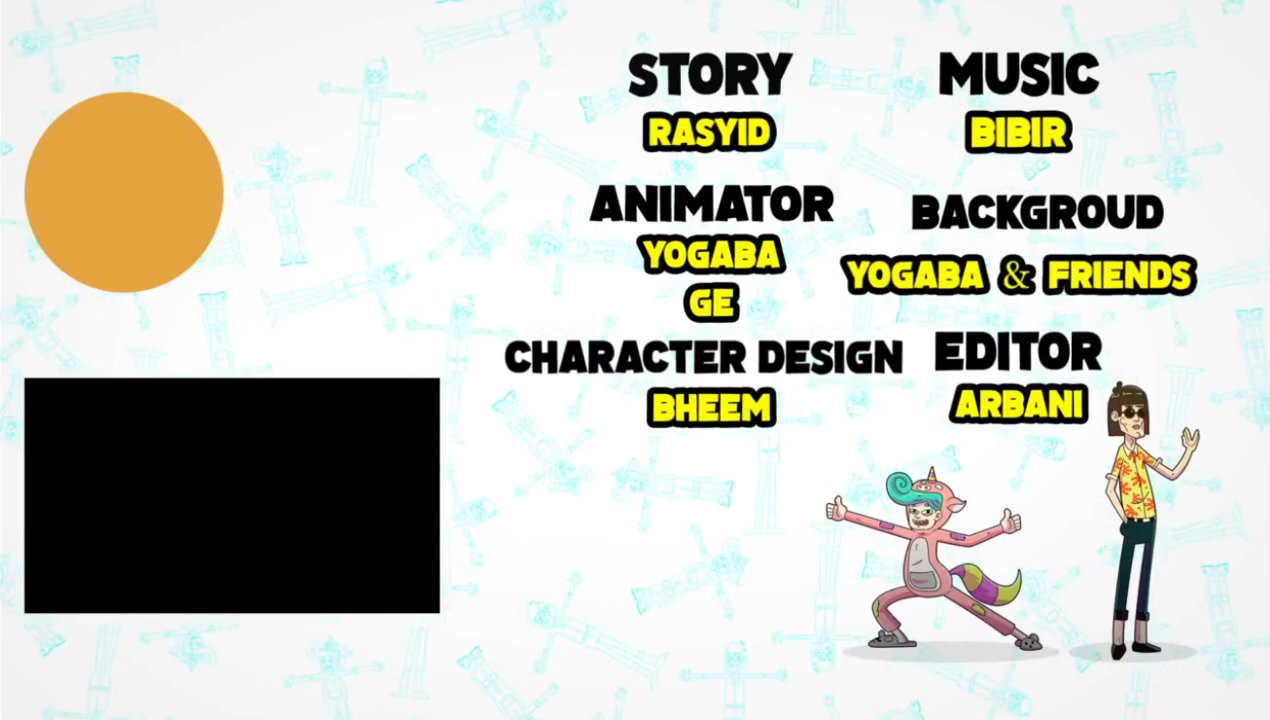 STORY
RASYID
MUSIC
BIBIR
ANIMATOR
YOGABA
GE
BACKGROUD
YOGABA & FRIENDS
CHARACTER DESIGN
BHEEM
EDITOR
ARBANI